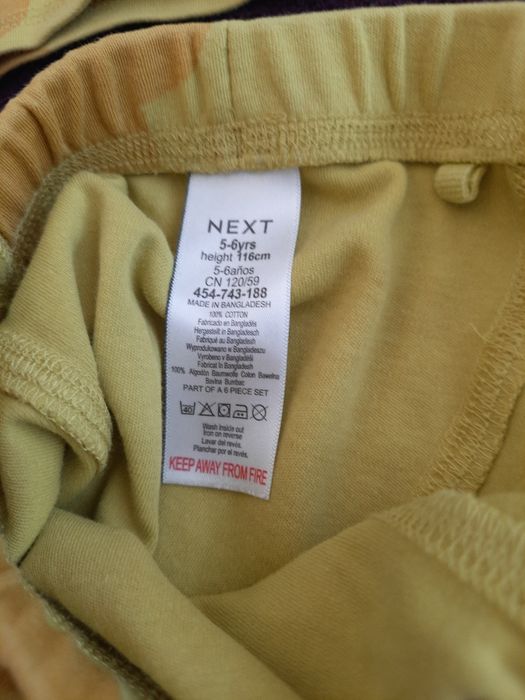 NEXT
5-6yrs
height 116cm
5-6años
CN 120/59
454-743-188
MADE IN BANGLADESH
100% COTTON
Fabricado en Bangladés
Hergestellt in Bangladesch
Fabriqué au Bangladesh
Wyprodukowano w Bangladeszu
Vyrobeno v Bangladéši
Fabricat în Bangladesh
100% Algodón Baumwolle Coton Bawełna
Bavlna Bumbac
PART OF A 6 PIECE SET
40
Wash inside out
Iron on reverse
Lavar del revés.
Planchar por el revés.
KEEP AWAY FROM FIRE